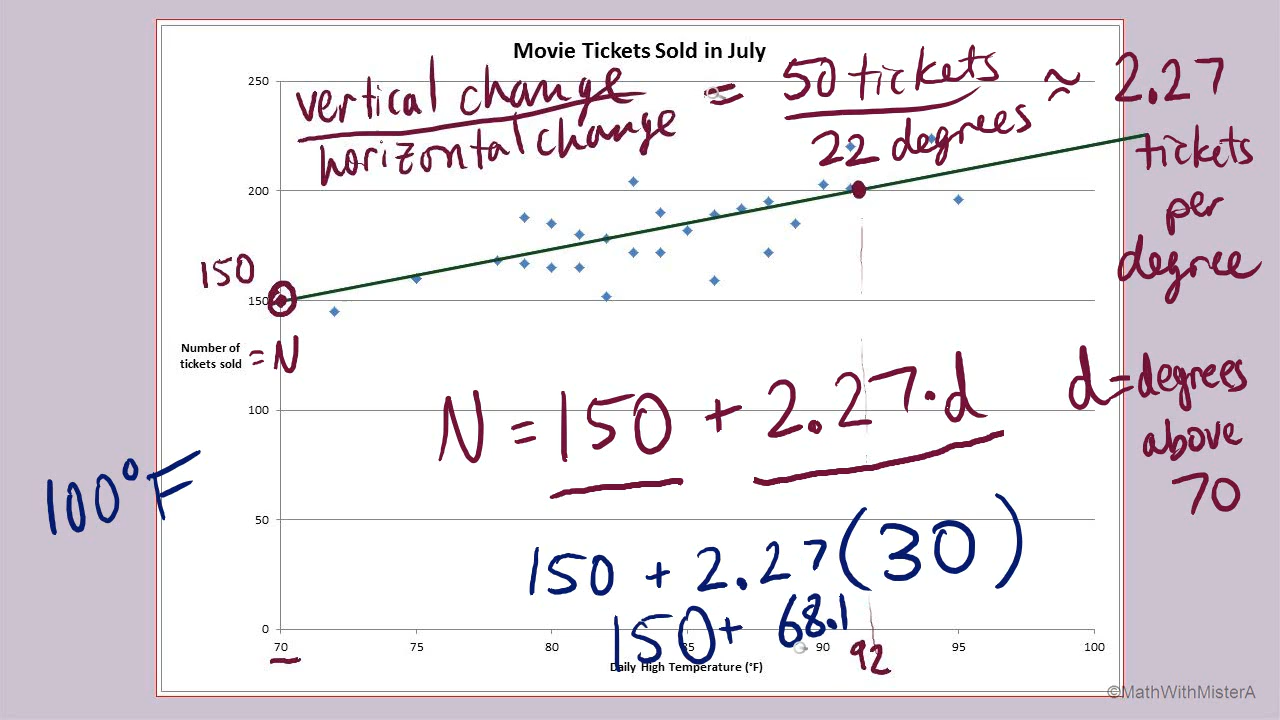 Movie Tickets Sold in July
vertical change
horizontal change
=
50 tickets
22 degrees
≈ 2.27
tickets
per
degree
250
200
150
150
100
50
0
Number of
tickets sold
= N
N = 150 + 2.27·d
d = degrees
above
70
100°F
150 + 2.27(30)
150 + 68.1
70 75 80 85 90 92 95 100
Daily High Temperature (°F)
©MathWithMisterA